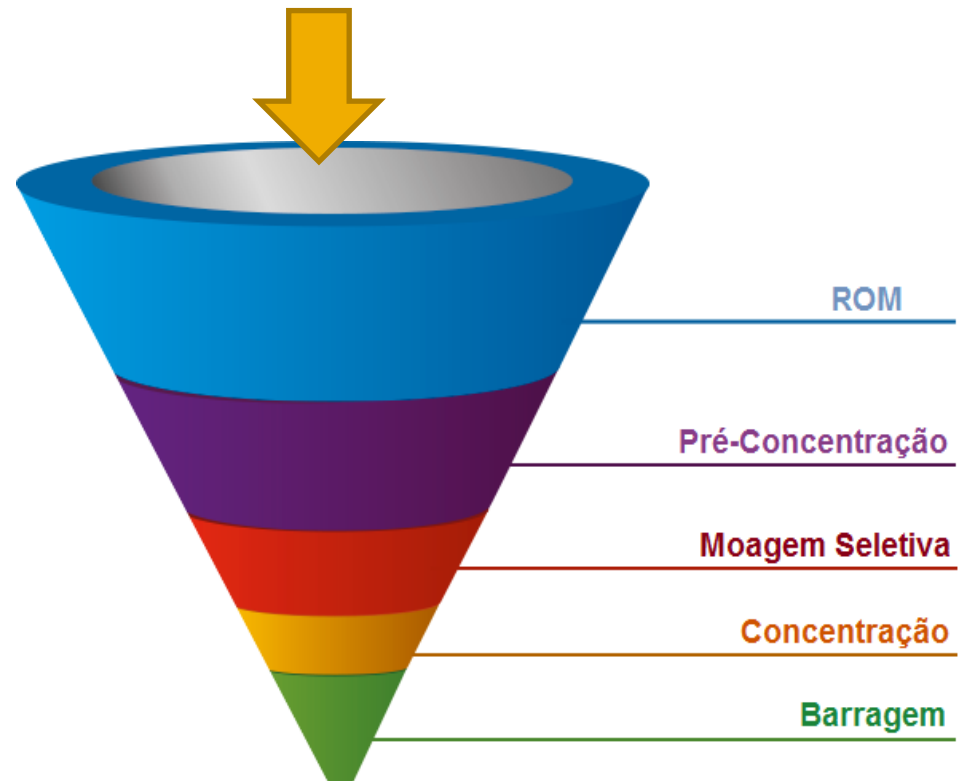 ROM
Pré-Concentração
Moagem Seletiva
Concentração
Barragem